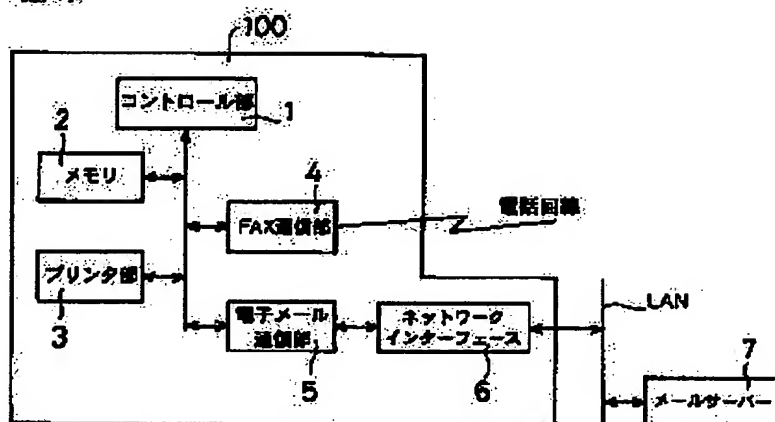 100
コントロール部
1
2
メモリ
4
FAX通信部
電話回線
プリンタ部
3
電子メール
通信部
5
ネットワーク
インターフェース
6
LAN
7
メールサーバー